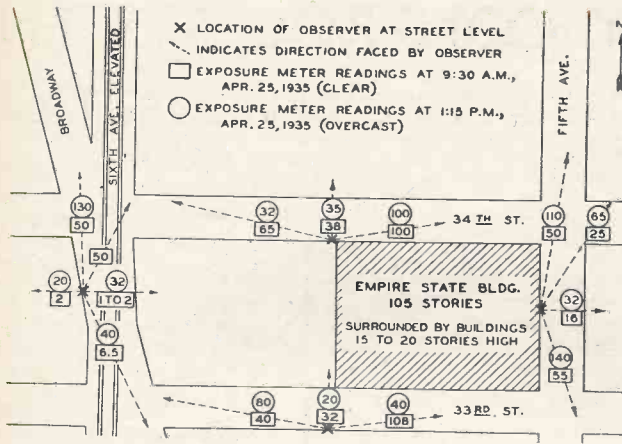 × LOCATION OF OBSERVER AT STREET LEVEL
INDICATES DIRECTION FACED BY OBSERVER
EXPOSURE METER READINGS AT 9:30 A.M.,
APR. 25, 1935 (CLEAR)
EXPOSURE METER READINGS AT 1:15 P.M.,
APR. 25, 1935 (OVERCAST)
BROADWAY
SIXTH AVE. ELEVATED
FIFTH AVE.
N
130
50
50
20
2
32
1 TO 2
40
6.5
32
65
35
38
100
100
34 TH ST.
110
50
65
25
EMPIRE STATE BLDG.
105 STORIES
SURROUNDED BY BUILDINGS
15 TO 20 STORIES HIGH
32
16
140
55
80
40
20
32
40
108
33RD ST.